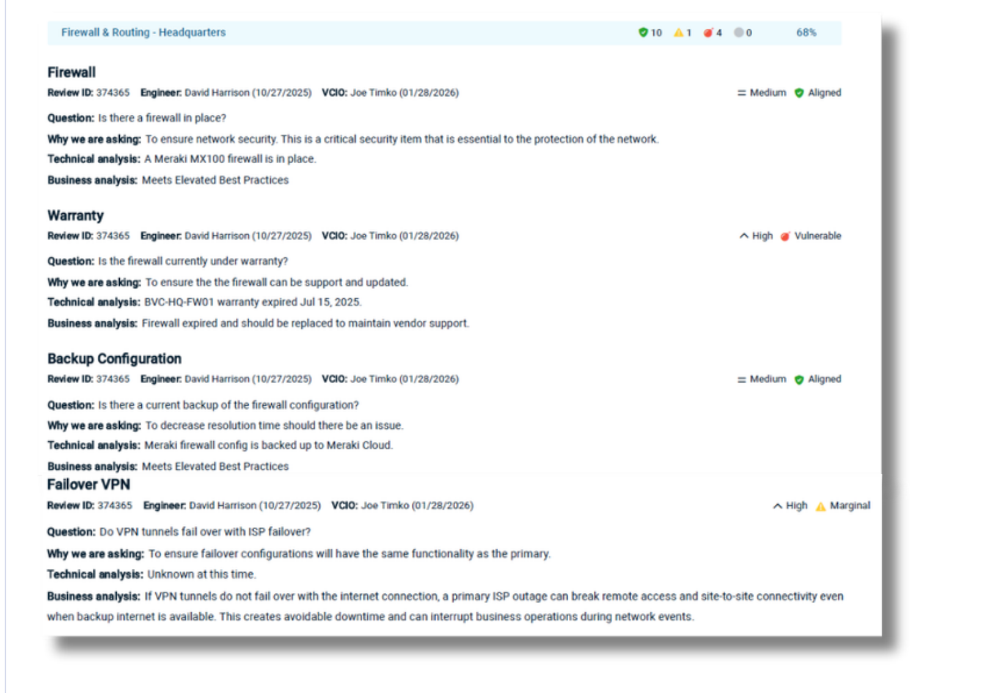 Firewall & Routing - Headquarters 10 1 4 0 68%
Firewall
Review ID: 374365 Engineer: David Harrison (10/27/2025) VCIO: Joe Timko (01/28/2026) Medium Aligned
Question: Is there a firewall in place?
Why we are asking: To ensure network security. This is a critical security item that is essential to the protection of the network.
Technical analysis: A Meraki MX100 firewall is in place.
Business analysis: Meets Elevated Best Practices
Warranty
Review ID: 374365 Engineer: David Harrison (10/27/2025) VCIO: Joe Timko (01/28/2026) High Vulnerable
Question: Is the firewall currently under warranty?
Why we are asking: To ensure the the firewall can be support and updated.
Technical analysis: BVC-HQ-FW01 warranty expired Jul 15, 2025.
Business analysis: Firewall expired and should be replaced to maintain vendor support.
Backup Configuration
Review ID: 374365 Engineer: David Harrison (10/27/2025) VCIO: Joe Timko (01/28/2026) Medium Aligned
Question: Is there a current backup of the firewall configuration?
Why we are asking: To decrease resolution time should there be an issue.
Technical analysis: Meraki firewall config is backed up to Meraki Cloud.
Business analysis: Meets Elevated Best Practices
Failover VPN
Review ID: 374365 Engineer: David Harrison (10/27/2025) VCIO: Joe Timko (01/28/2026) High Marginal
Question: Do VPN tunnels fail over with ISP failover?
Why we are asking: To ensure failover configurations will have the same functionality as the primary.
Technical analysis: Unknown at this time.
Business analysis: If VPN tunnels do not fail over with the internet connection, a primary ISP outage can break remote access and site-to-site connectivity even
when backup internet is available. This creates avoidable downtime and can interrupt business operations during network events.